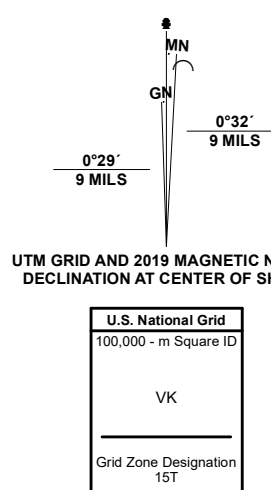 MN
GN
0°32´
9 MILS
0°29´
9 MILS
UTM GRID AND 2019 MAGNETIC N
DECLINATION AT CENTER OF SH
U.S. National Grid
100,000 - m Square ID
VK
Grid Zone Designation
15T